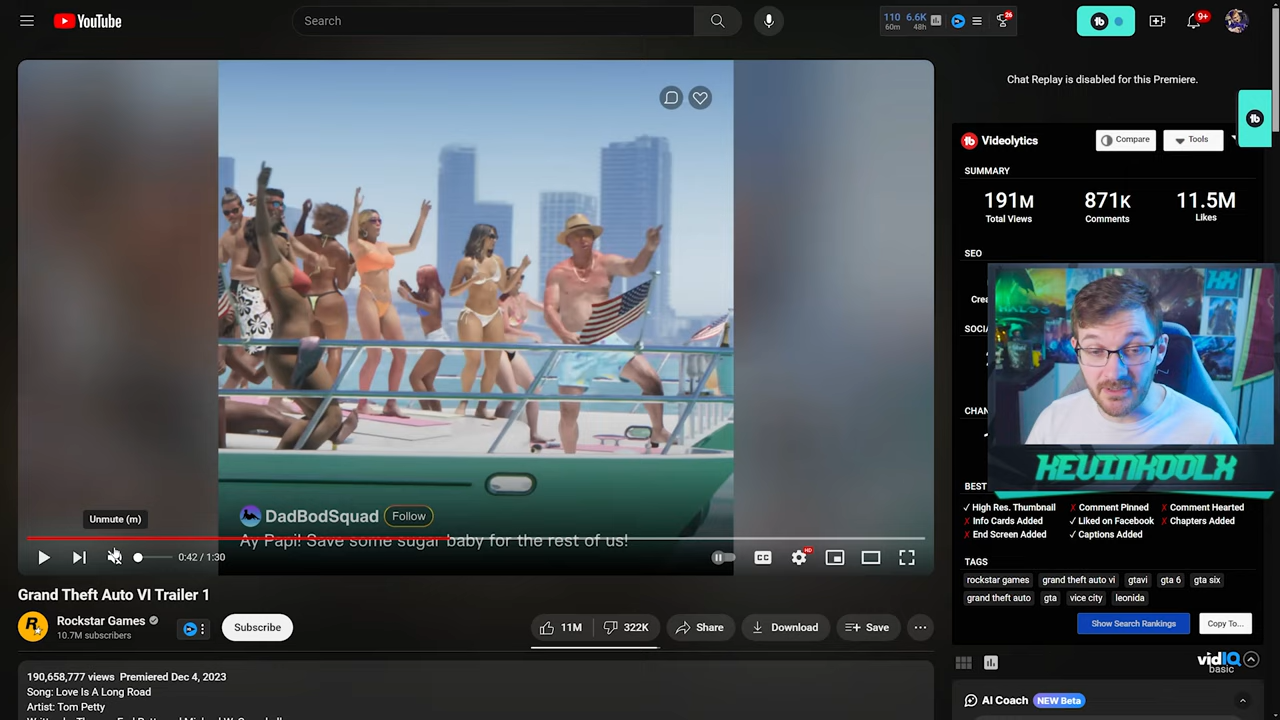 YouTube
Search
110 6.6K
60m 48h
26
9+
Chat Replay is disabled for this Premiere.
Videolytics
Compare
Tools
SUMMARY
191M
Total Views
871K
Comments
11.5M
Likes
SEO
Crea
SOCIA
CHAN
KEVINKOOLX
BEST
✓ High Res. Thumbnail
✗ Comment Pinned
✗ Comment Hearted
✗ Info Cards Added
✓ Liked on Facebook
✗ Chapters Added
✗ End Screen Added
✓ Captions Added
TAGS
rockstar games
grand theft auto vi
gtavi
gta 6
gta six
grand theft auto
gta
vice city
leonida
Show Search Rankings
Copy To...
vidIQ
basic
AI Coach
NEW Beta
DadBodSquad
Follow
Ay Papi! Save some sugar baby for the rest of us!
Unmute (m)
0:42 / 1:30
CC
HD
Grand Theft Auto VI Trailer 1
Rockstar Games
10.7M subscribers
Subscribe
11M
322K
Share
Download
Save
190,658,777 views Premiered Dec 4, 2023
Song: Love Is A Long Road
Artist: Tom Petty